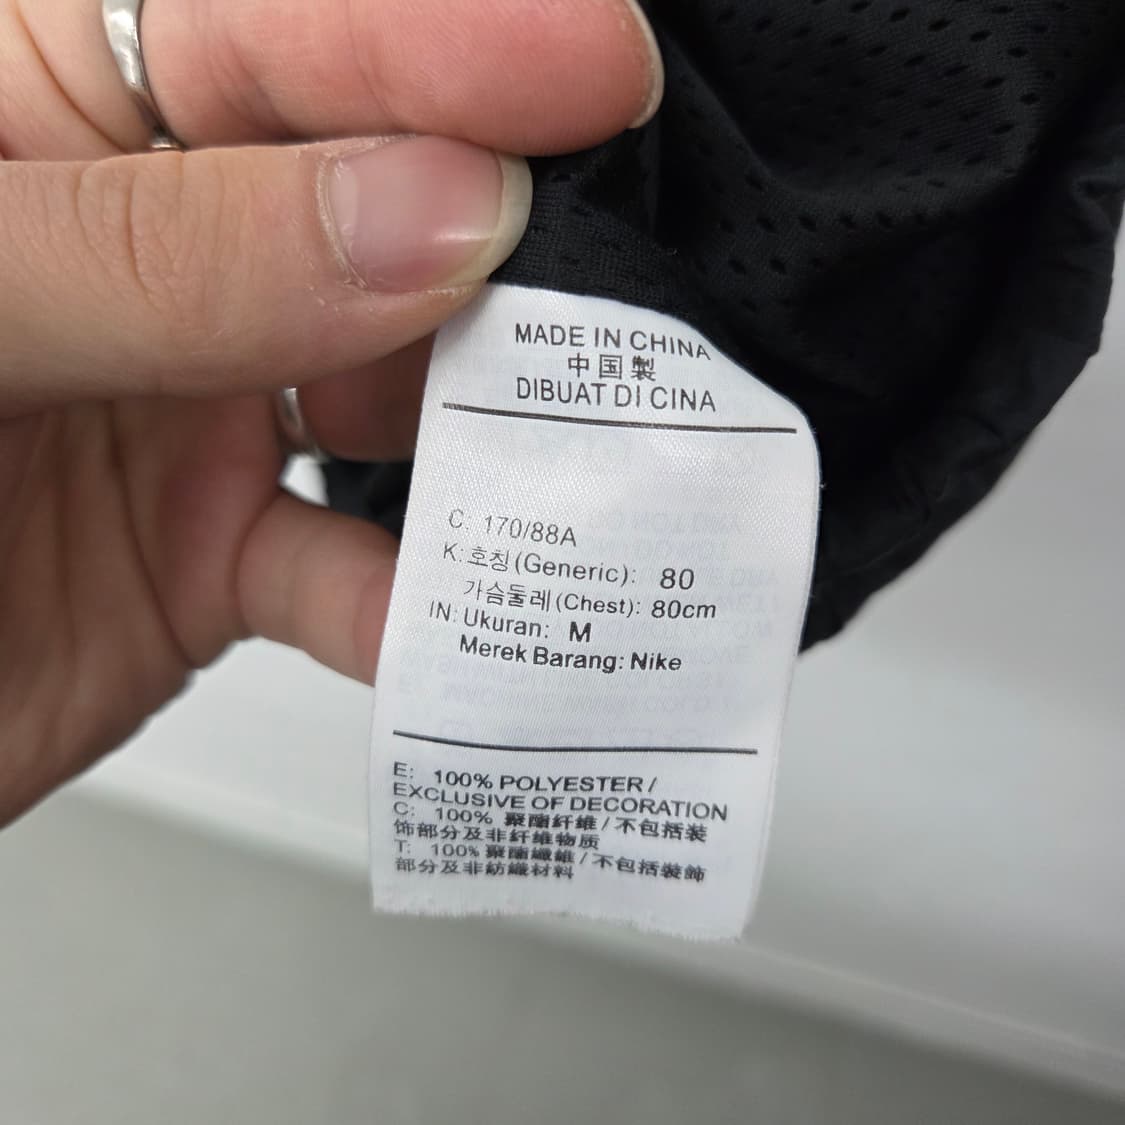 MADE IN CHINA
中国製
DIBUAT DI CINA
C: 170/88A
K: 호칭(Generic): 80
가슴둘레(Chest): 80cm
IN: Ukuran: M
Merek Barang: Nike
E: 100% POLYESTER /
EXCLUSIVE OF DECORATION
C: 100% 聚酯纤维 / 不包括装
饰部分及非纤维物质
T: 100% 聚酯纖維 / 不包括裝飾
部分及非紡織材料